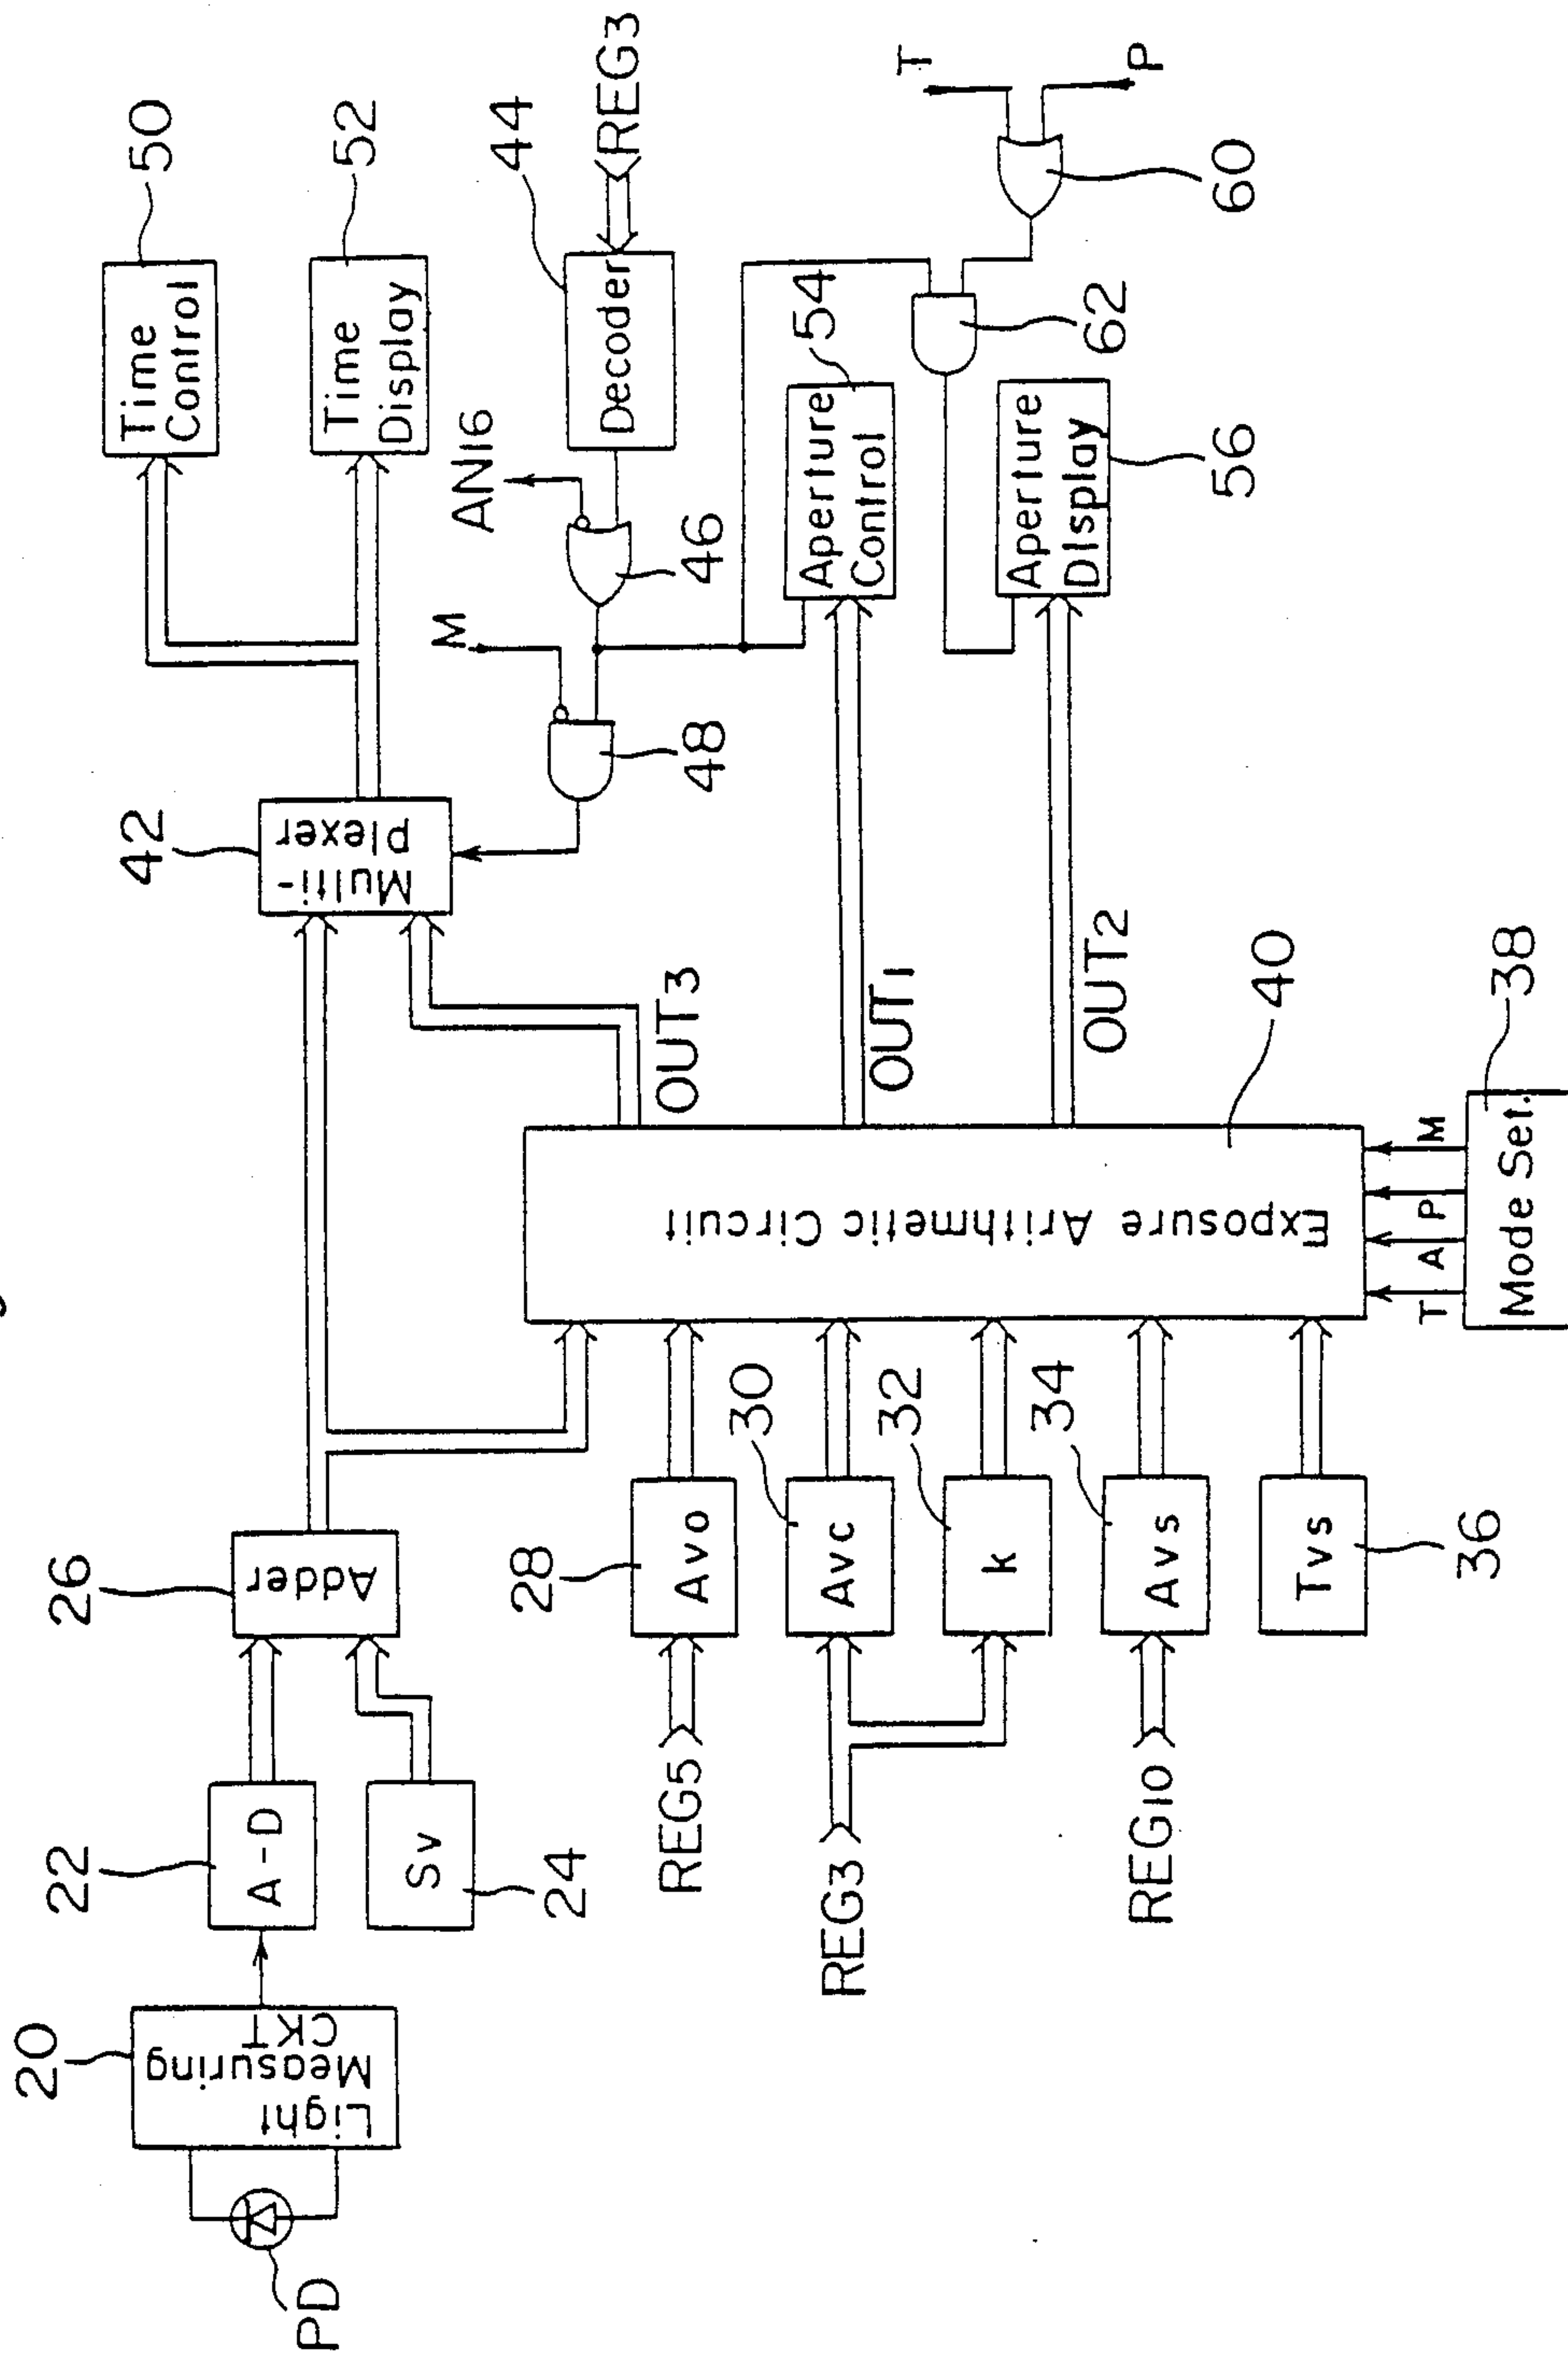 50
Time
Control
52
Time
Display
44
REG3
Decoder
AN16
46
M
48
42
Multi-
plexer
T
P
60
62
54
Aperture
Control
Aperture
DIsplay
56
OUT3
OUT1
OUT2
40
Exposure Arithmetic Circuit
38
Mode Set.
T
A
P
M
26
Adder
22
A-D
Sv
24
20
Light
Measuring
CKT
PD
28
Avo
REG5
30
Avc
REG3
32
k
34
Avs
REG10
Tvs
36